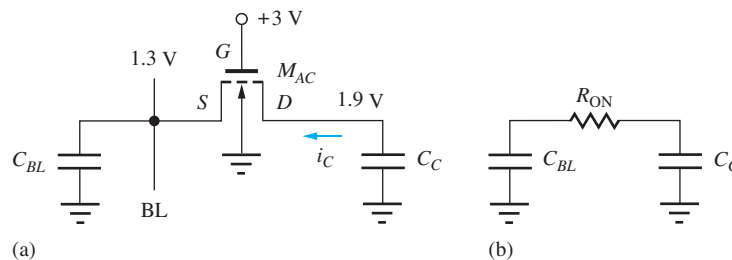 +3 V
G
1.3 V
M_AC
S
D
1.9 V
R_ON
C_BL
i_C
C_C
C_BL
BL
(a)
(b)